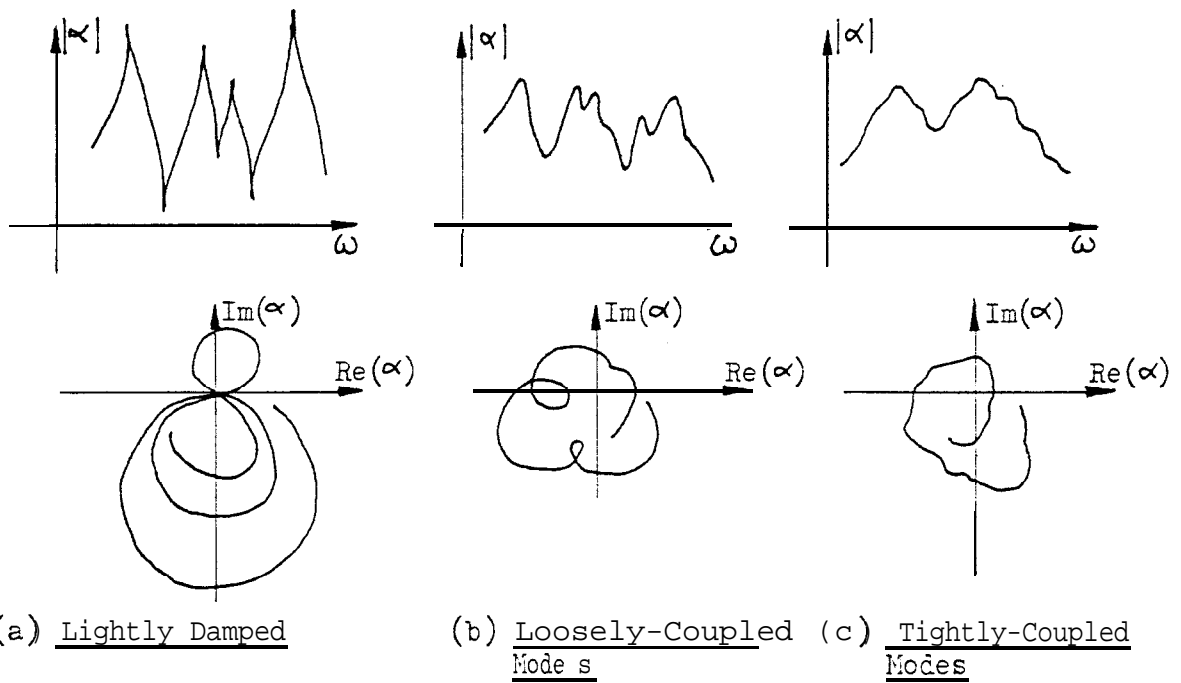 |α|
|α|
|α|
ω
ω
ω
Im(α)
Re(α)
Im(α)
Re(α)
Im(α)
Re(α)
(a) Lightly Damped
(b) Loosely-Coupled
Mode s
(c) Tightly-Coupled
Modes